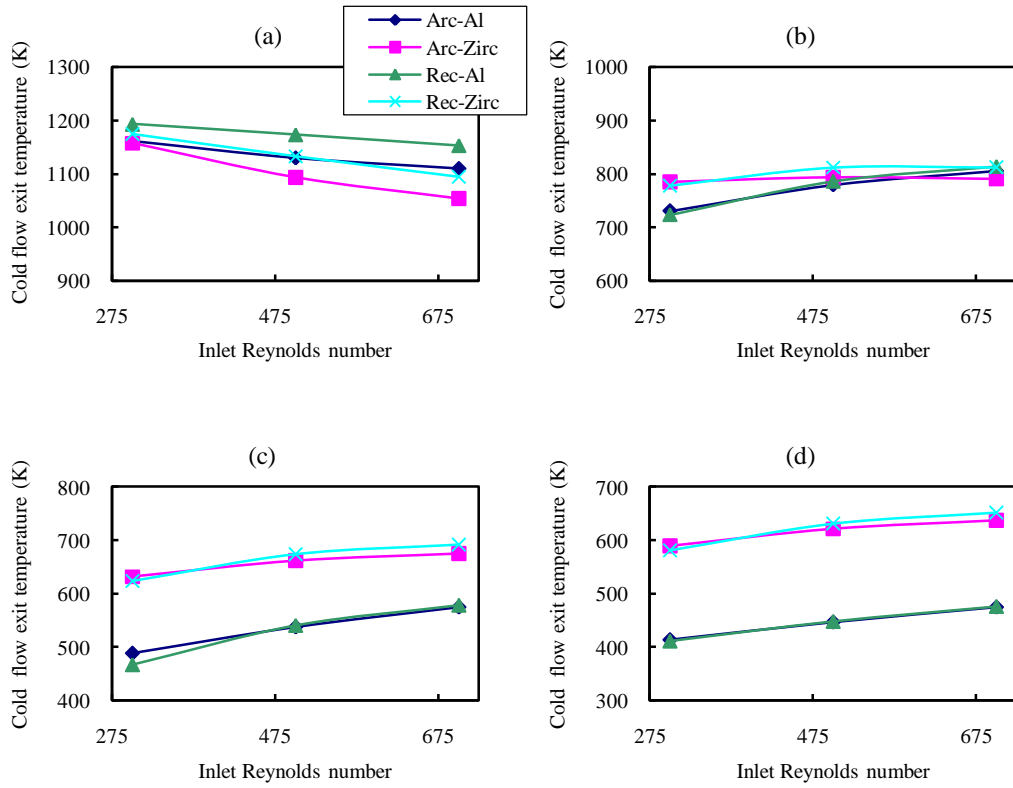 (a)
Arc-Al
Arc-Zirc
Rec-Al
Rec-Zirc
Cold flow exit temperature (K)
1300
1200
1100
1000
900
275 475 675
Inlet Reynolds number
(b)
Cold flow exit temperature (K)
1000
900
800
700
600
275 475 675
Inlet Reynolds number
(c)
Cold flow exit temperature (K)
800
700
600
500
400
275 475 675
Inlet Reynolds number
(d)
Cold flow exit temperature (K)
700
600
500
400
300
275 475 675
Inlet Reynolds number